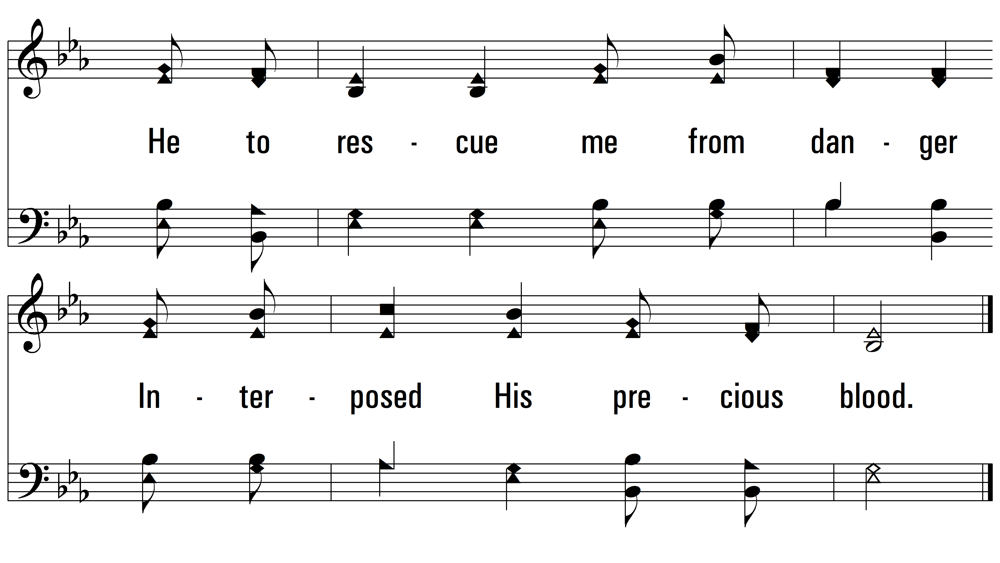 He to res - cue me from dan - ger
In - ter - posed His pre - cious blood.